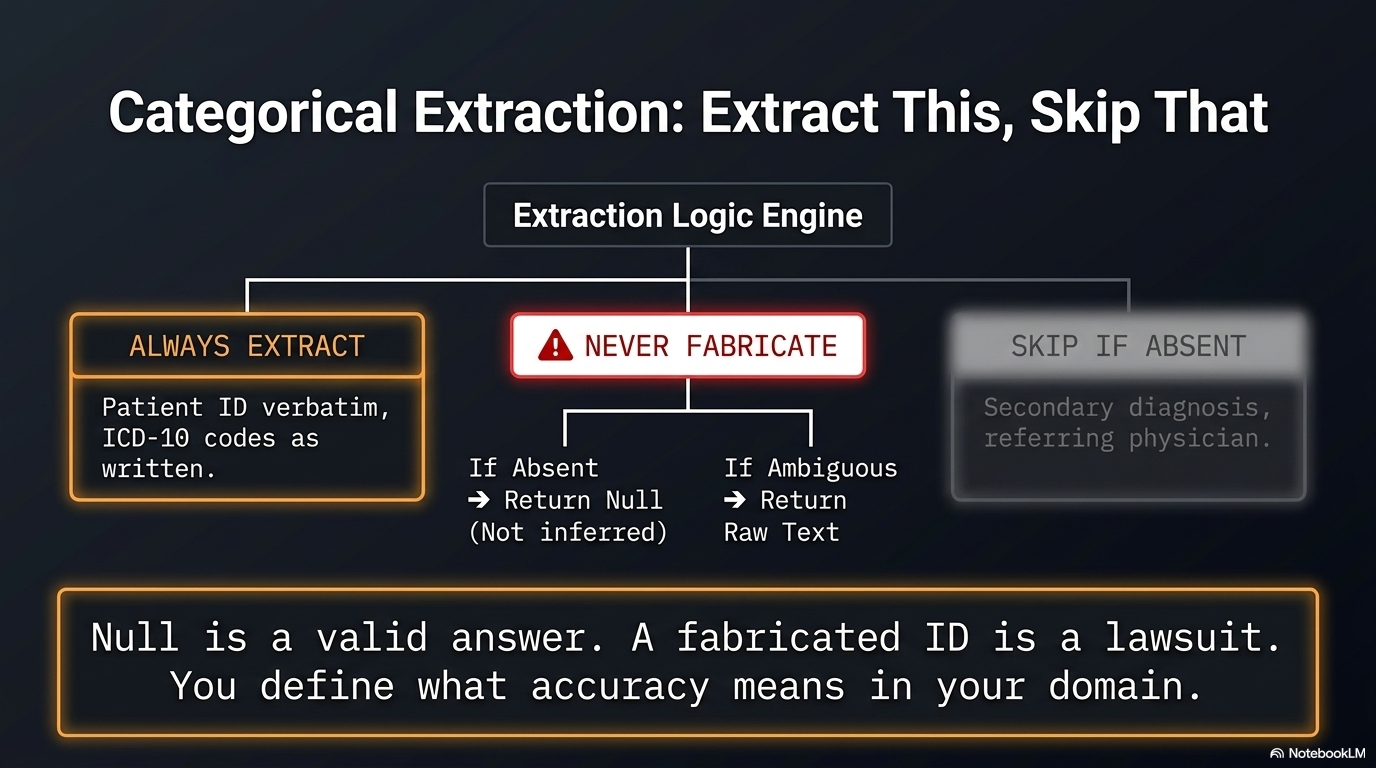 Categorical Extraction: Extract This, Skip That
Extraction Logic Engine
ALWAYS EXTRACT
Patient ID verbatim,
ICD-10 codes as
written.
NEVER FABRICATE
If Absent
➔ Return Null
(Not inferred)
If Ambiguous
➔ Return
Raw Text
SKIP IF ABSENT
Secondary diagnosis,
referring physician.
Null is a valid answer. A fabricated ID is a lawsuit.
You define what accuracy means in your domain.
NotebookLM